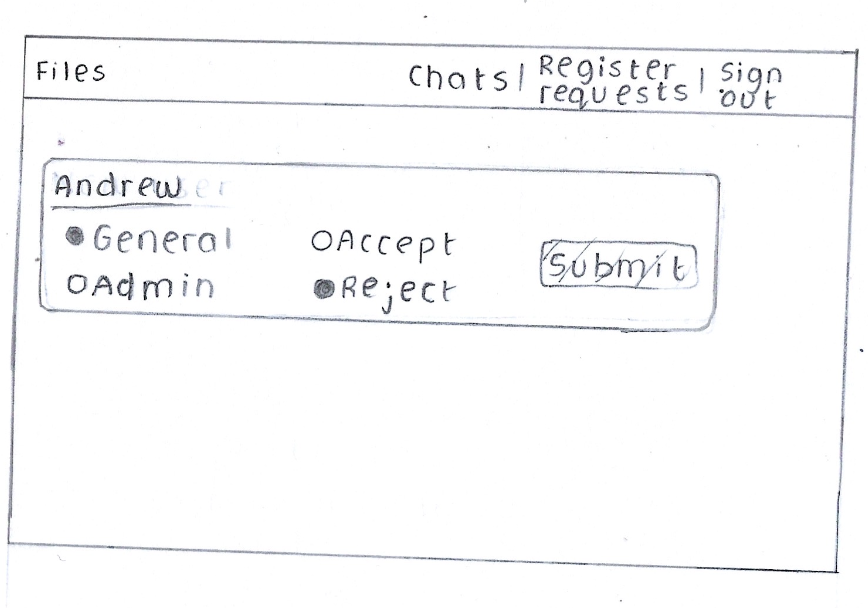 Files
Chats | Register requests | Sign out
Andrew
General
Accept
Submit
Admin
Reject